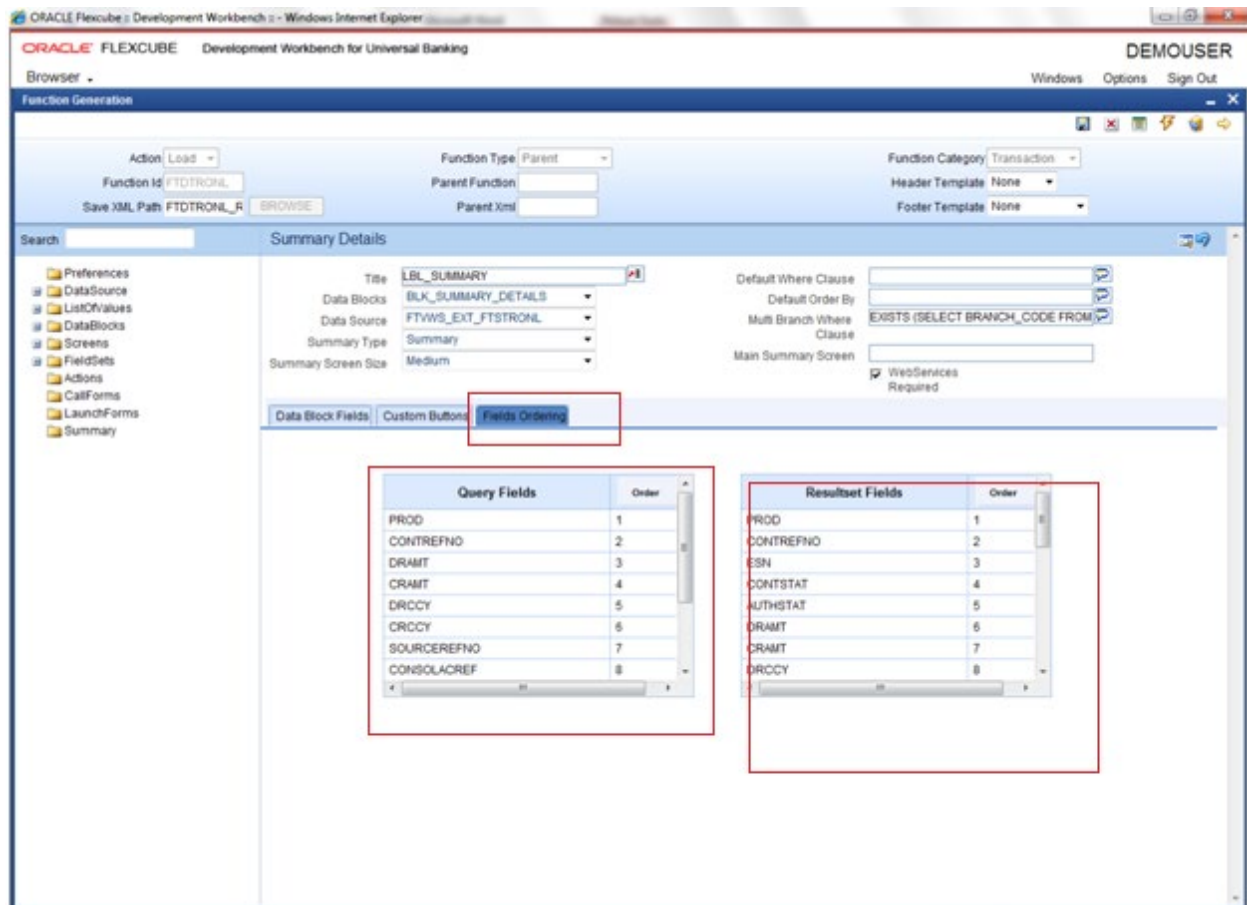 ORACLE Flexcube :: Development Workbench :: - Windows Internet Explorer
ORACLE FLEXCUBE Development Workbench for Universal Banking
DEMOUSER
Browser
Windows Options Sign Out
Function Generation
Action Load Function Type Parent Function Category Transaction
Function Id FTDTRONL Parent Function Header Template None
Save XML Path FTDTRONL_R BROWSE Parent Xml Footer Template None
Search Summary Details
Preferences
DataSource
ListOfValues
DataBlocks
Screens
FieldSets
Actions
CallForms
LaunchForms
Summary
Title LBL_SUMMARY
Data Blocks BLK_SUMMARY_DETAILS
Data Source FTVWS_EXT_FTSTRONL
Summary Type Summary
Summary Screen Size Medium
Default Where Clause
Default Order By
Multi Branch Where Clause EXISTS (SELECT BRANCH_CODE FROM
Main Summary Screen
WebServices Required
Data Block Fields Custom Buttons Fields Ordering
Query Fields Order
PROD 1
CONTREFNO 2
DRAMT 3
CRAMT 4
DRCCY 5
CRCCY 6
SOURCEREFNO 7
CONSOLACREF 8
Resultset Fields Order
PROD 1
CONTREFNO 2
ESN 3
CONTSTAT 4
AUTHSTAT 5
DRAMT 6
CRAMT 7
DRCCY 8